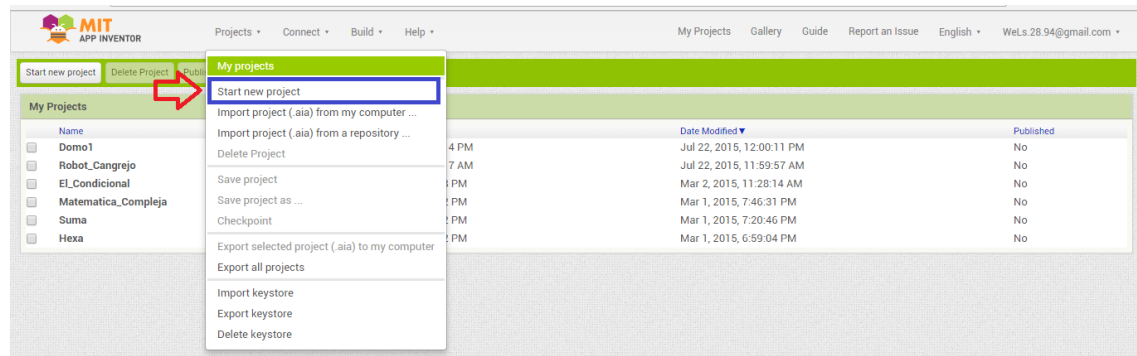 MIT
APP INVENTOR
Projects Connect Build Help My Projects Gallery Guide Report an Issue English WeLs.28.94@gmail.com
Start new project Delete Project
My projects
Start new project
Import project (.aia) from my computer ...
Import project (.aia) from a repository ...
Delete Project
Save project
Save project as ...
Checkpoint
Export selected project (.aia) to my computer
Export all projects
Import keystore
Export keystore
Delete keystore
My Projects
Name Date Modified▼ Published
Domo1 4 PM Jul 22, 2015, 12:00:11 PM No
Robot_Cangrejo 7 AM Jul 22, 2015, 11:59:57 AM No
El_Condicional PM Mar 2, 2015, 11:28:14 AM No
Matematica_Compleja PM Mar 1, 2015, 7:46:31 PM No
Suma PM Mar 1, 2015, 7:20:46 PM No
Hexa PM Mar 1, 2015, 6:59:04 PM No